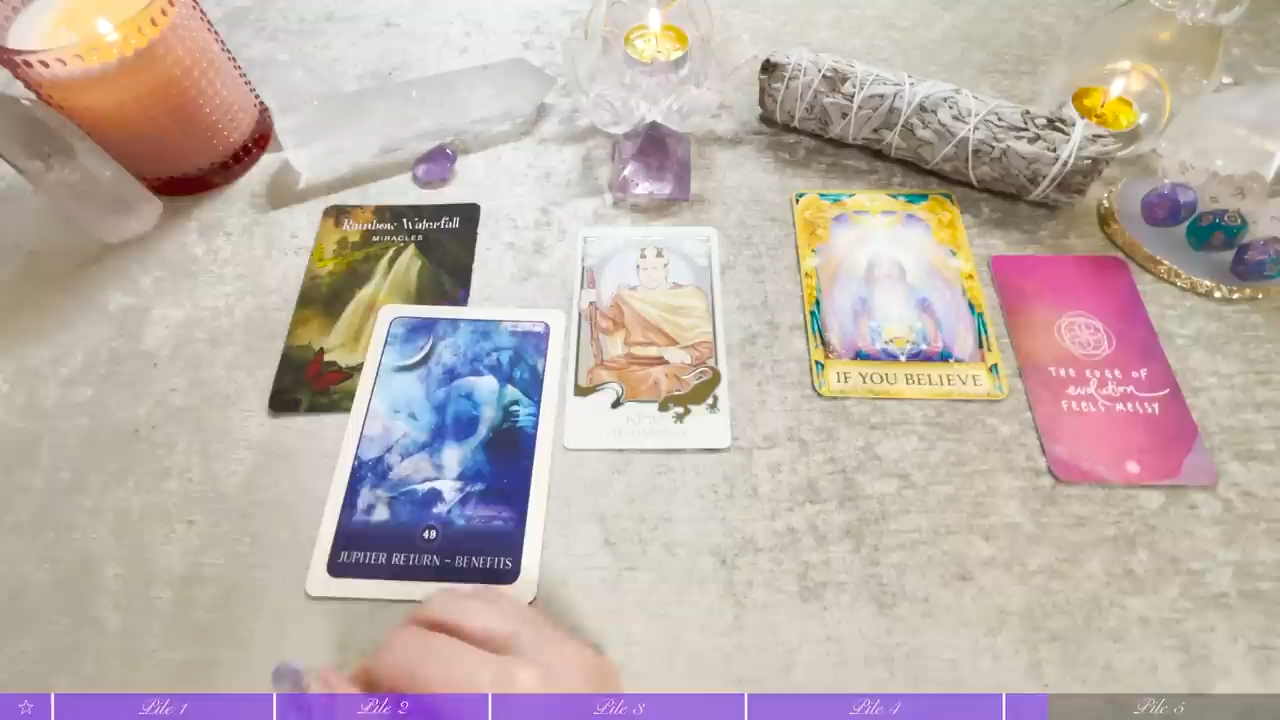 Rainbow Waterfall
MIRACLES
49
JUPITER RETURN ~ BENEFITS
IF YOU BELIEVE
THE EDGE OF
evolution
FEELS MESSY
☆ Pile 1 Pile 2 Pile 3 Pile 4 Pile 5